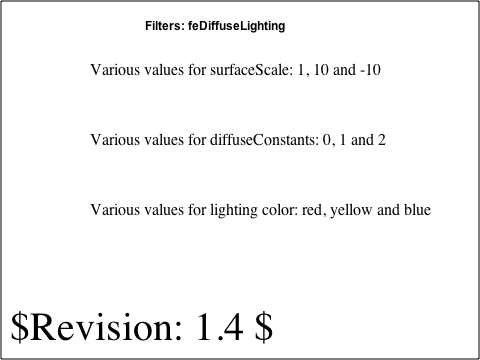 Filters: feDiffuseLighting
Various values for surfaceScale: 1, 10 and -10
Various values for diffuseConstants: 0, 1 and 2
Various values for lighting color: red, yellow and blue
$Revision: 1.4 $